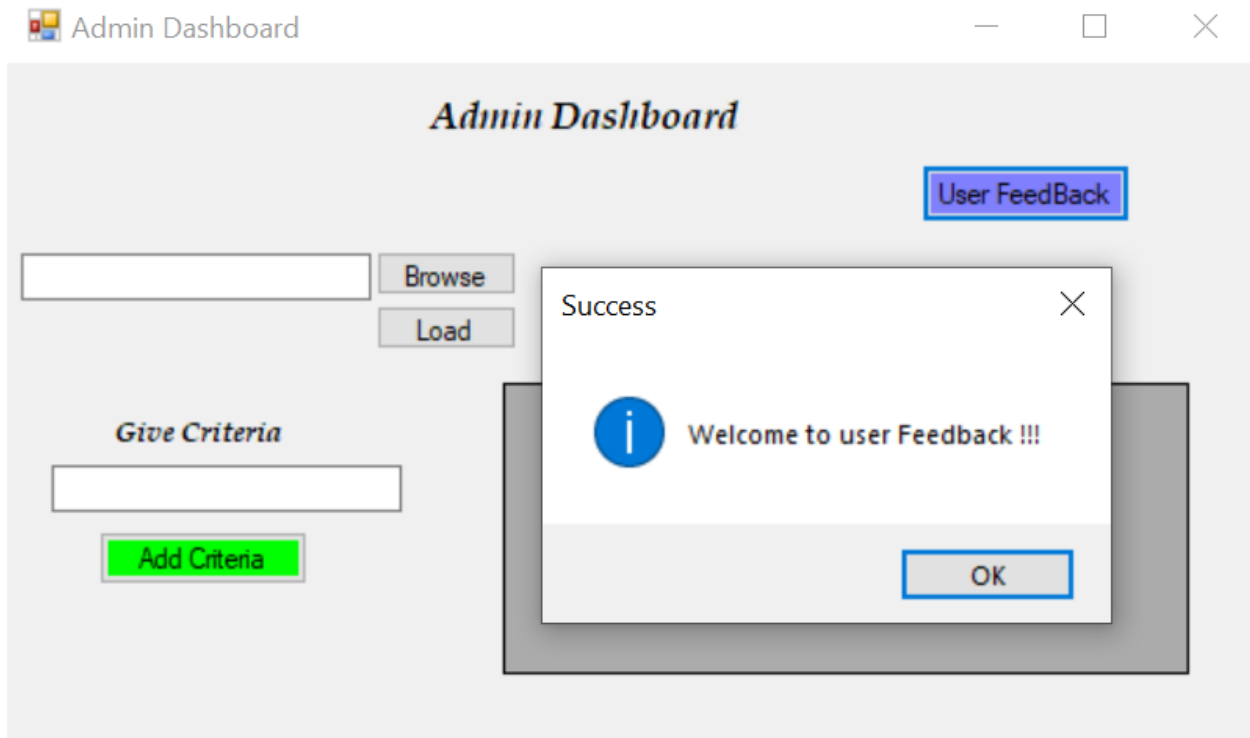 Admin Dashboard
Admin Dashboard
User FeedBack
Browse
Load
Success
Welcome to user Feedback !!!
OK
Give Criteria
Add Criteria